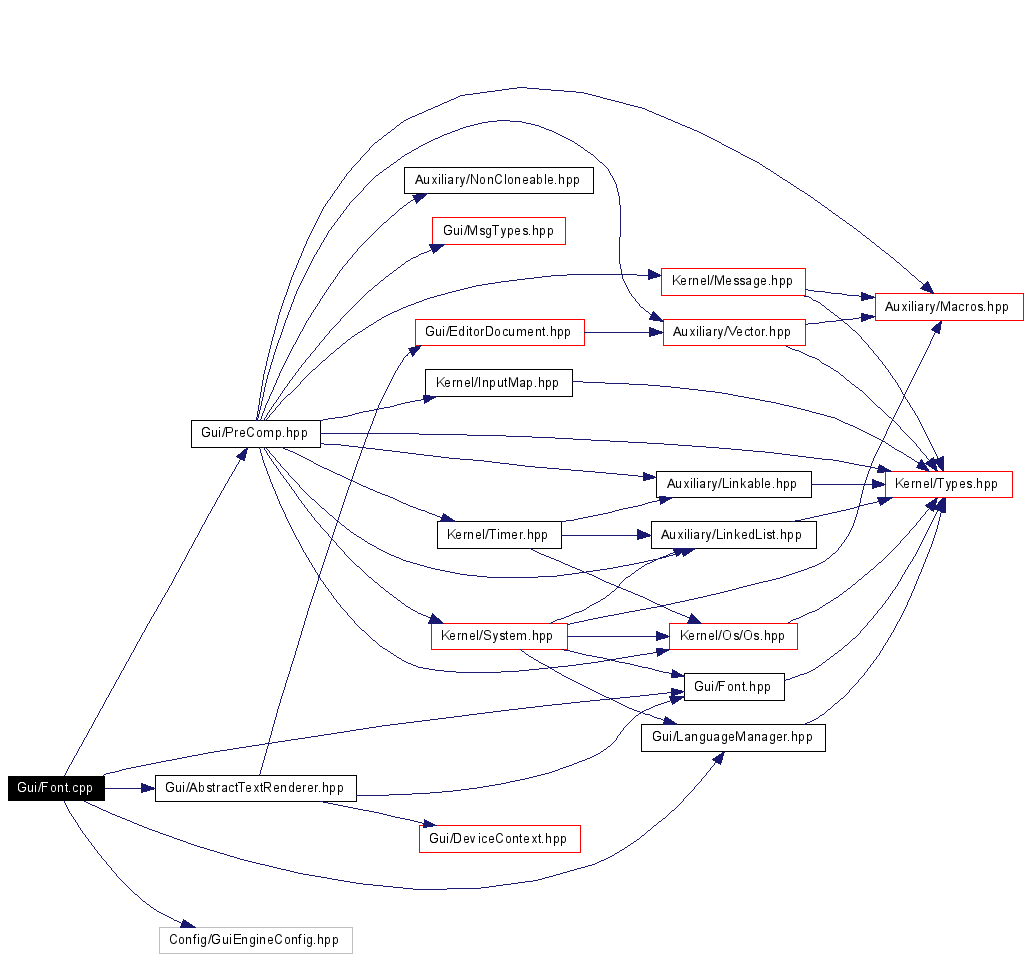 Auxiliary/NonCloneable.hpp
Gui/MsgTypes.hpp
Kernel/Message.hpp
Auxiliary/Macros.hpp
Gui/EditorDocument.hpp
Auxiliary/Vector.hpp
Kernel/InputMap.hpp
Gui/PreComp.hpp
Auxiliary/Linkable.hpp
Kernel/Types.hpp
Kernel/Timer.hpp
Auxiliary/LinkedList.hpp
Kernel/System.hpp
Kernel/Os/Os.hpp
Gui/Font.hpp
Gui/LanguageManager.hpp
Gui/Font.cpp
Gui/AbstractTextRenderer.hpp
Gui/DeviceContext.hpp
Config/GuiEngineConfig.hpp